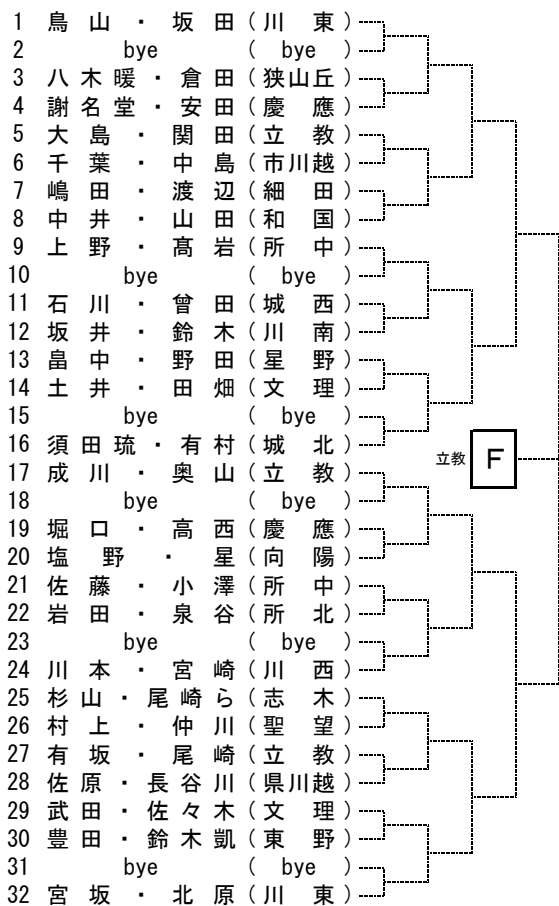 1 鳥山・坂田(川東)
2 bye (bye)
3 八木暖・倉田(狭山丘)
4 謝名堂・安田(慶應)
5 大島・関田(立教)
6 千葉・中島(市川越)
7 嶋田・渡辺(細田)
8 中井・山田(和国)
9 上野・髙岩(所中)
10 bye (bye)
11 石川・曾田(城西)
12 坂井・鈴木(川南)
13 畠中・野田(星野)
14 土井・田畑(文理)
15 bye (bye)
16 須田琉・有村(城北)
立教 F
17 成川・奥山(立教)
18 bye (bye)
19 堀口・高西(慶應)
20 塩野・星(向陽)
21 佐藤・小澤(所中)
22 岩田・泉谷(所北)
23 bye (bye)
24 川本・宮崎(川西)
25 杉山・尾崎ら(志木)
26 村上・仲川(聖望)
27 有坂・尾崎(立教)
28 佐原・長谷川(県川越)
29 武田・佐々木(文理)
30 豊田・鈴木凱(東野)
31 bye (bye)
32 宮坂・北原(川東)